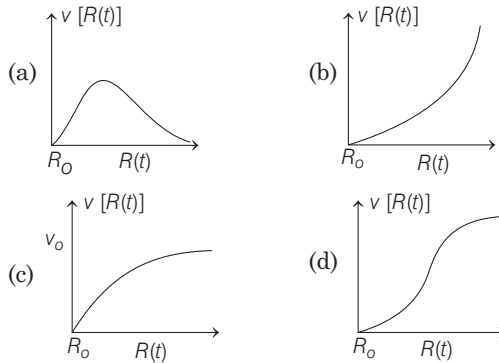 v [R(t)]
(a)
R_o R(t)
v [R(t)]
(b)
R_o R(t)
v [R(t)]
v_o
(c)
R_o R(t)
v [R(t)]
(d)
R_o R(t)